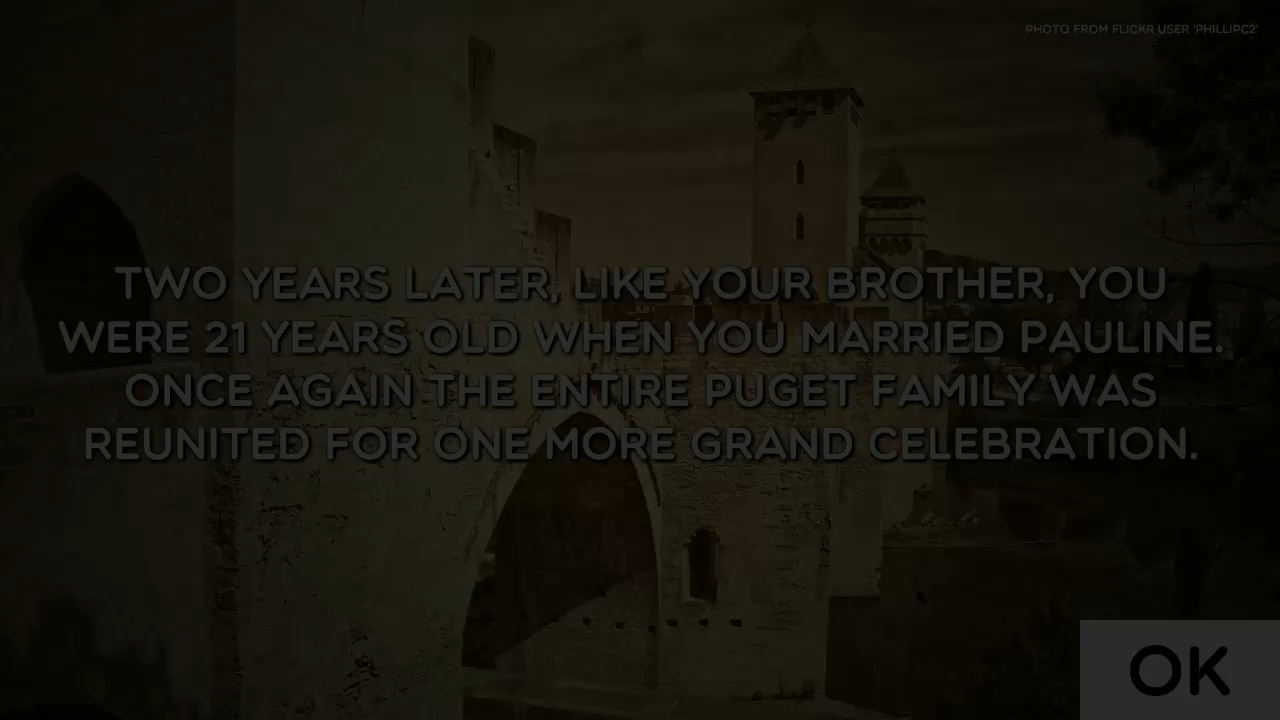 PHOTO FROM FLICKR USER 'PHILLIPC2'
TWO YEARS LATER, LIKE YOUR BROTHER, YOU
WERE 21 YEARS OLD WHEN YOU MARRIED PAULINE.
ONCE AGAIN THE ENTIRE PUGET FAMILY WAS
REUNITED FOR ONE MORE GRAND CELEBRATION.
OK